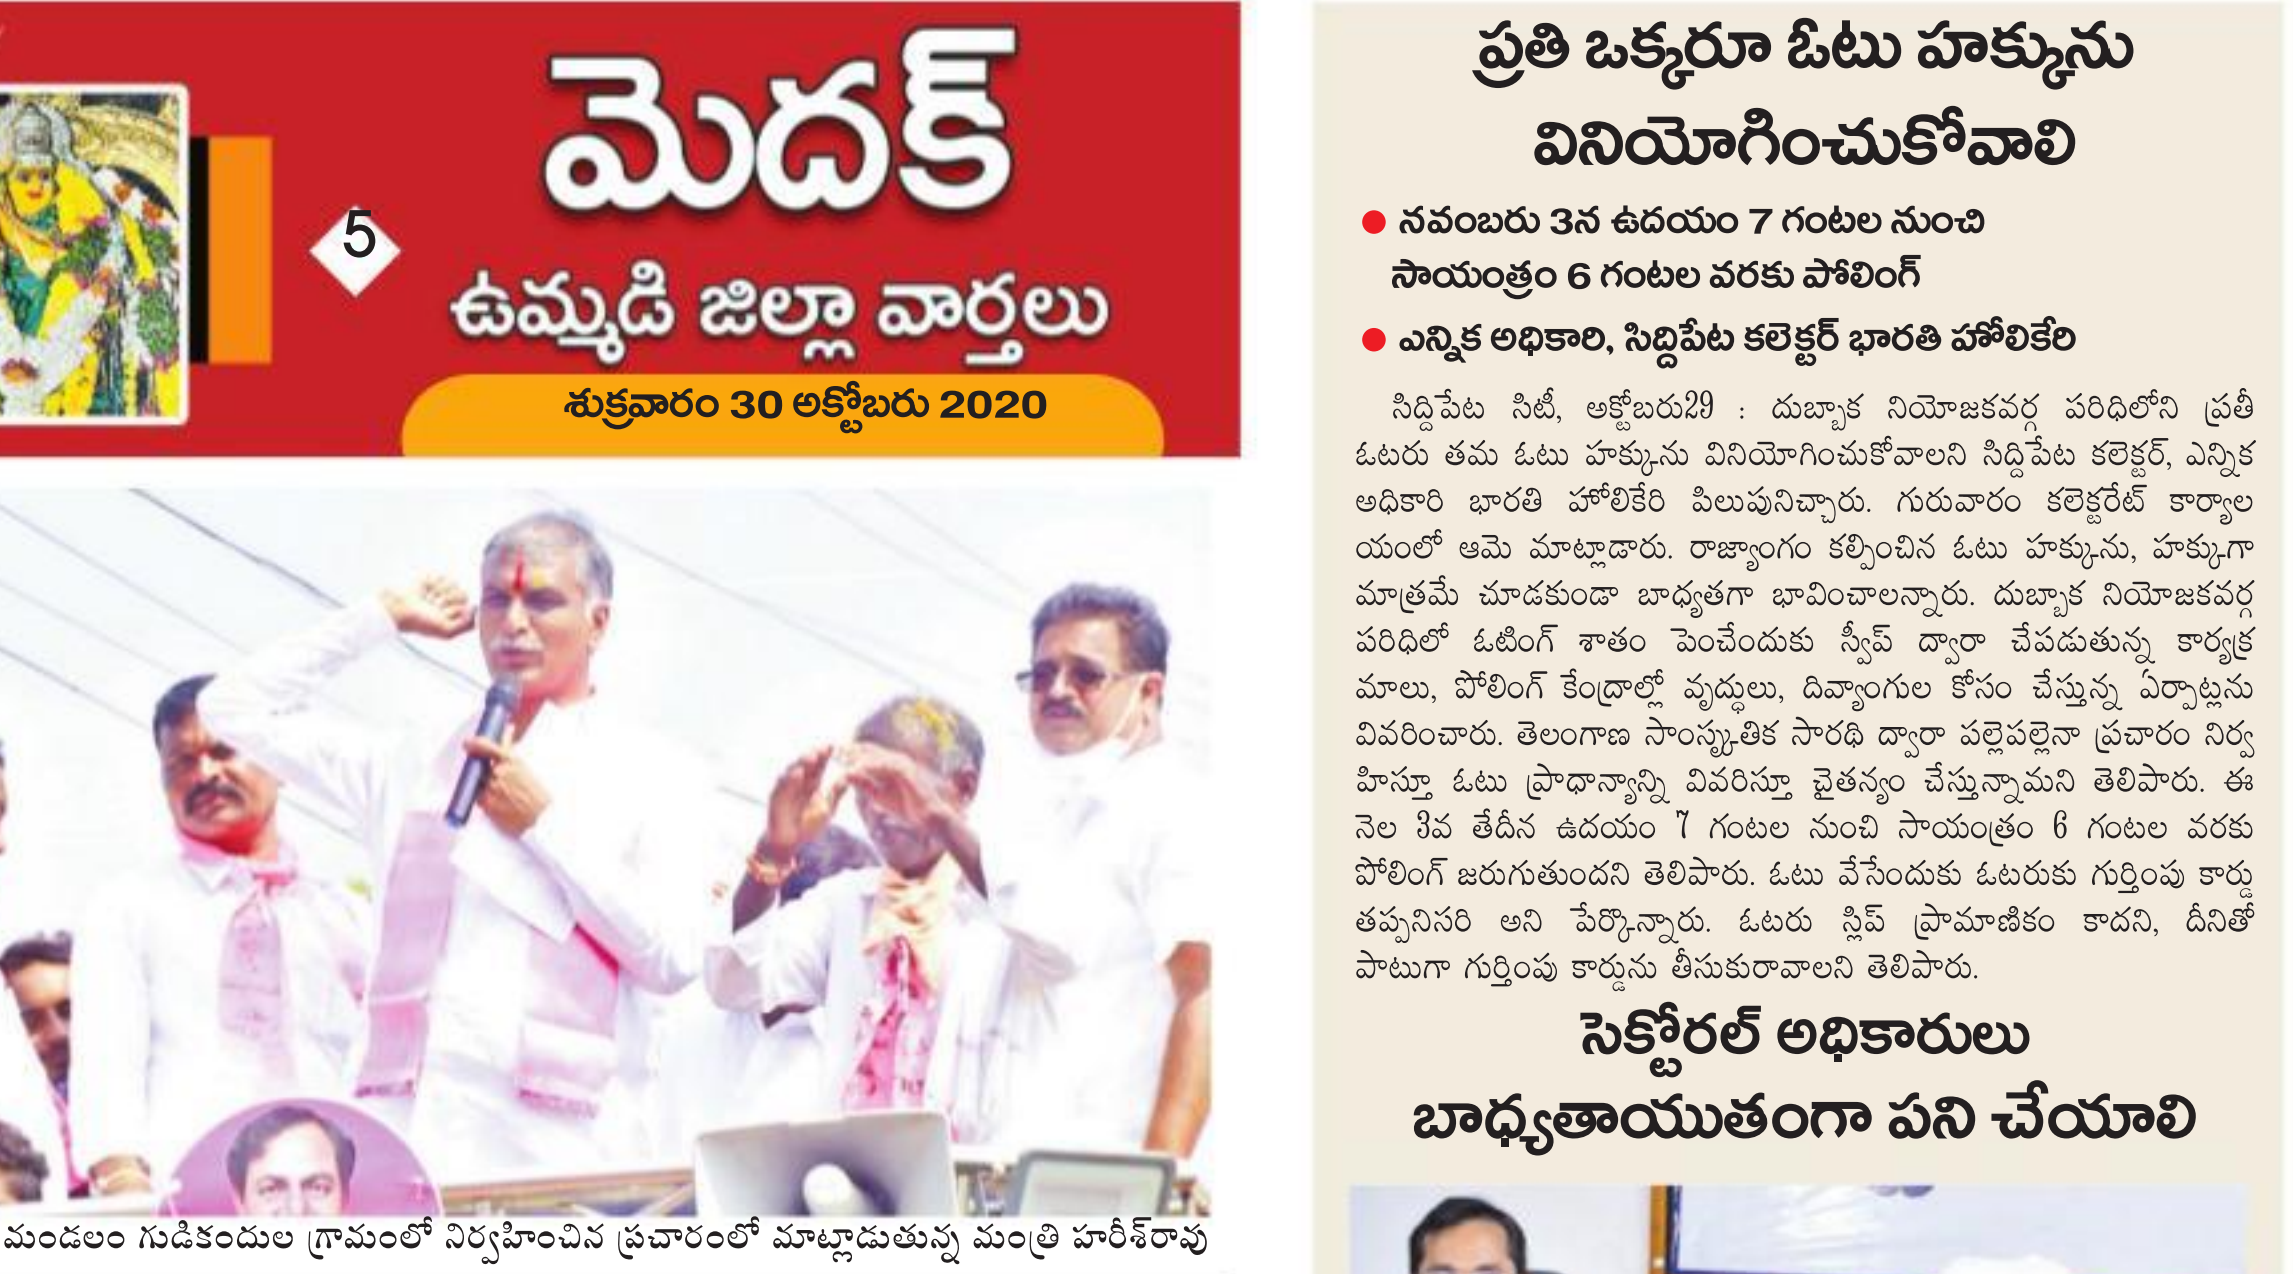 మెదక్
5
ఉమ్మడి జిల్లా వార్తలు
శుక్రవారం 30 అక్టోబరు 2020
మండలం గుడికందుల గ్రామంలో నిర్వహించిన ప్రచారంలో మాట్లాడుతున్న మంత్రి హరీశ్‌రావు
ప్రతి ఒక్కరూ ఓటు హక్కును
వినియోగించుకోవాలి
● నవంబరు 3న ఉదయం 7 గంటల నుంచి
సాయంత్రం 6 గంటల వరకు పోలింగ్
● ఎన్నిక అధికారి, సిద్దిపేట కలెక్టర్ భారతి హోలికేరి
సిద్దిపేట సిటీ, అక్టోబరు29 : దుబ్బాక నియోజకవర్గ పరిధిలోని ప్రతీ
ఓటరు తమ ఓటు హక్కును వినియోగించుకోవాలని సిద్దిపేట కలెక్టర్, ఎన్నిక
అధికారి భారతి హోలికేరి పిలుపునిచ్చారు. గురువారం కలెక్టరేట్ కార్యాల
యంలో ఆమె మాట్లాడారు. రాజ్యాంగం కల్పించిన ఓటు హక్కును, హక్కుగా
మాత్రమే చూడకుండా బాధ్యతగా భావించాలన్నారు. దుబ్బాక నియోజకవర్గ
పరిధిలో ఓటింగ్ శాతం పెంచేందుకు స్వీప్ ద్వారా చేపడుతున్న కార్యక్ర
మాలు, పోలింగ్ కేంద్రాల్లో వృద్ధులు, దివ్యాంగుల కోసం చేస్తున్న ఏర్పాట్లను
వివరించారు. తెలంగాణ సాంస్కృతిక సారథి ద్వారా పల్లెపల్లెనా ప్రచారం నిర్వ
హిస్తూ ఓటు ప్రాధాన్యాన్ని వివరిస్తూ చైతన్యం చేస్తున్నామని తెలిపారు. ఈ
నెల 3వ తేదీన ఉదయం 7 గంటల నుంచి సాయంత్రం 6 గంటల వరకు
పోలింగ్ జరుగుతుందని తెలిపారు. ఓటు వేసేందుకు ఓటరుకు గుర్తింపు కార్డు
తప్పనిసరి అని పేర్కొన్నారు. ఓటరు స్లిప్ ప్రామాణికం కాదని, దీనితో
పాటుగా గుర్తింపు కార్డును తీసుకురావాలని తెలిపారు.
సెక్టోరల్ అధికారులు
బాధ్యతాయుతంగా పని చేయాలి